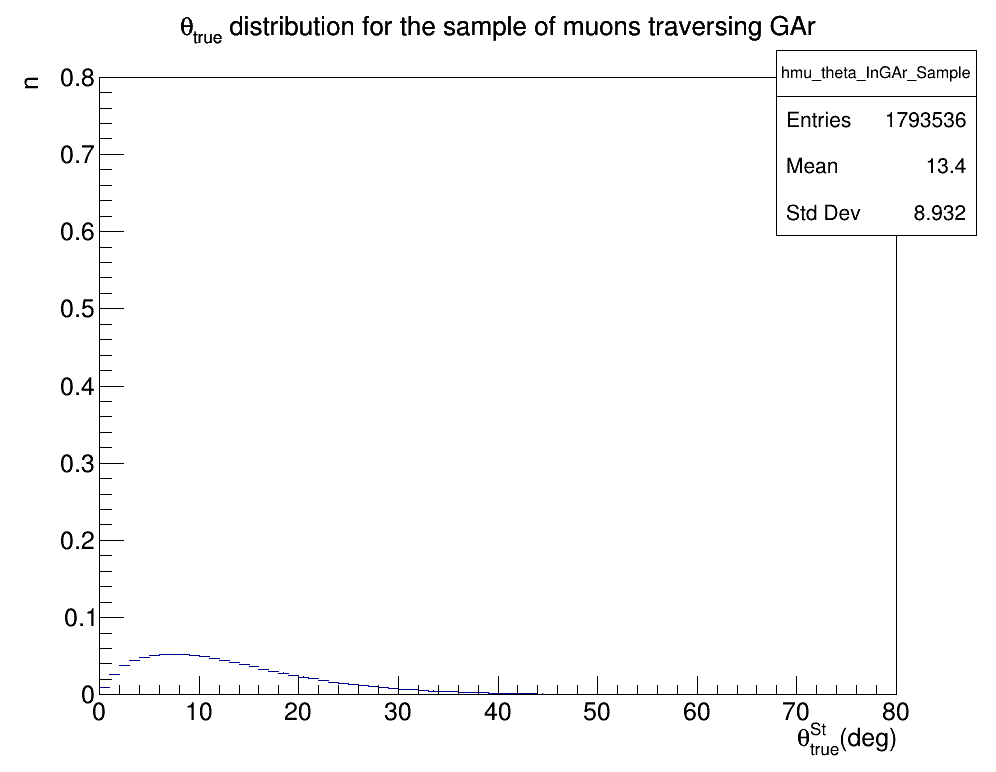 θtrue distribution for the sample of muons traversing GAr
hmu_theta_InGAr_Sample
Entries 1793536
Mean 13.4
Std Dev 8.932
n
0.8
0.7
0.6
0.5
0.4
0.3
0.2
0.1
0
0 10 20 30 40 50 60 70 80
θ^St_true(deg)